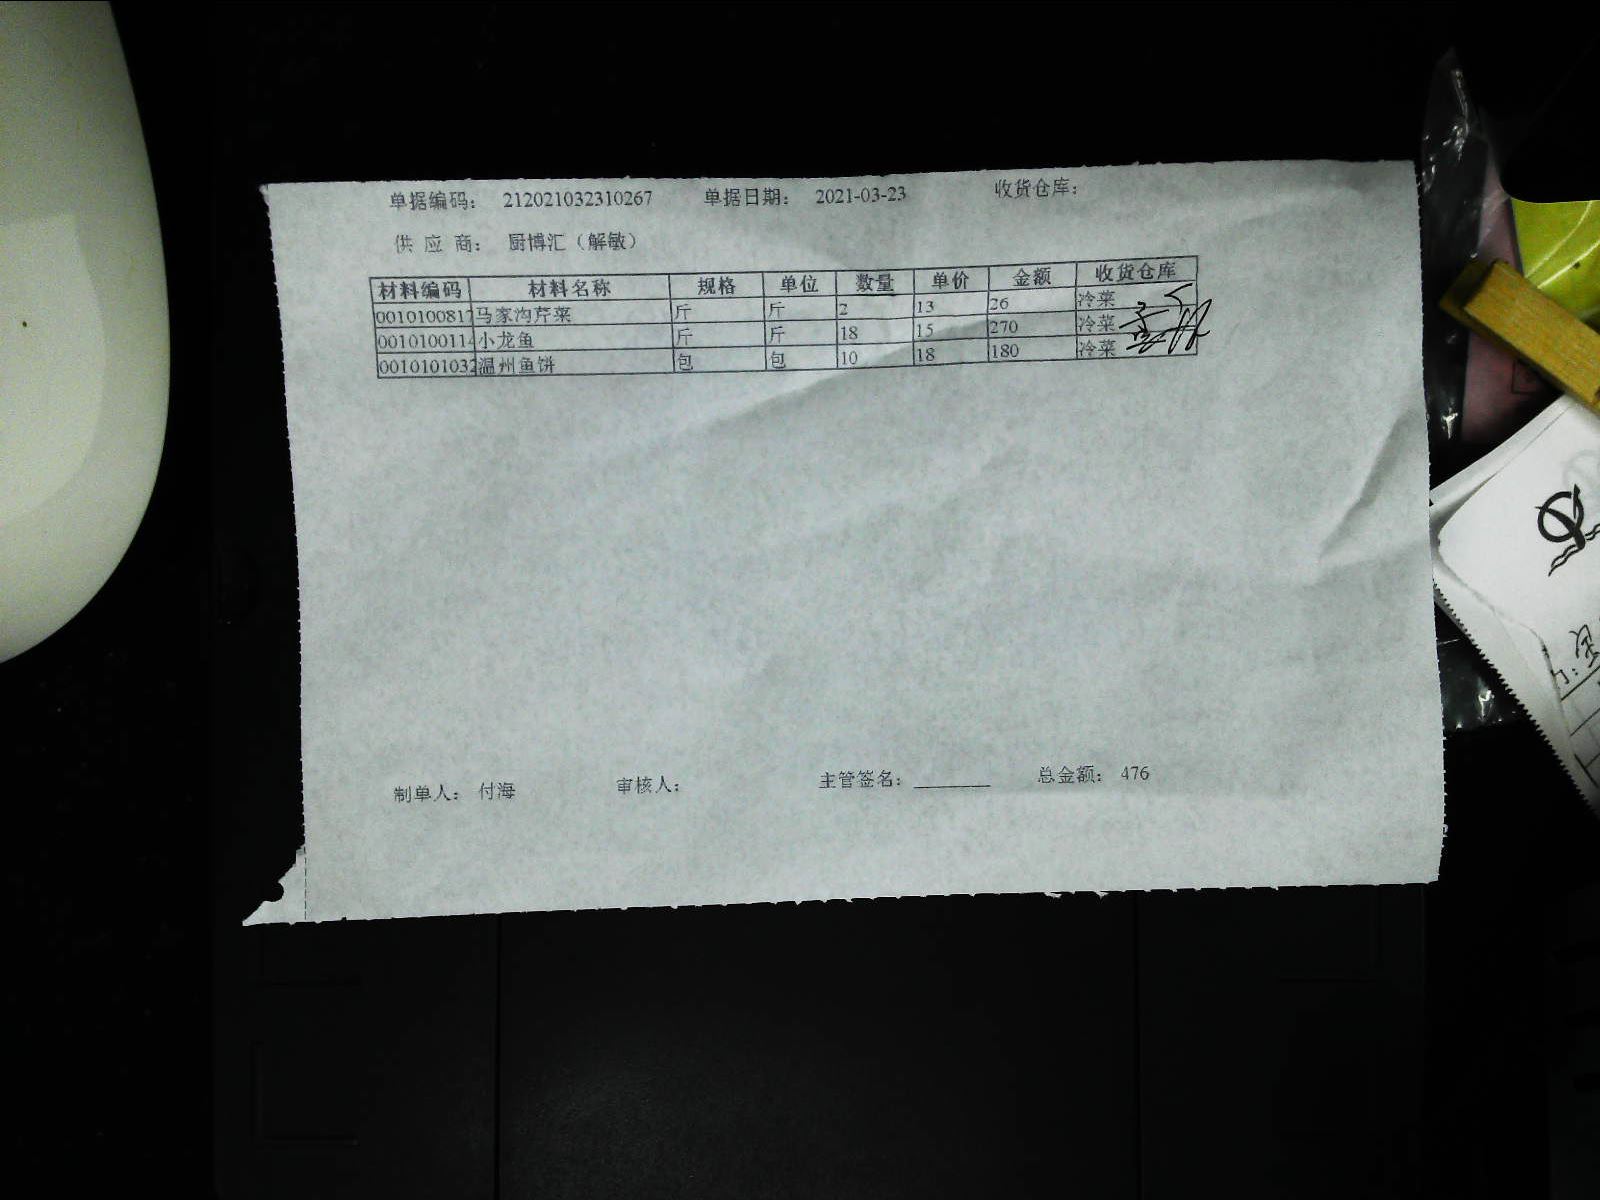 单据编码： 212021032310267 单据日期： 2021-03-23 收货仓库：
供 应 商： 厨博汇（解敏）
材料编码 材料名称 规格 单位 数量 单价 金额 收货仓库
0010100817 马家沟芹菜 斤 斤 2 13 26 冷菜
0010100114 小龙鱼 斤 斤 18 15 270 冷菜
0010101032 温州鱼饼 包 包 10 18 180 冷菜
制单人： 付海 审核人： 主管签名： 总金额： 476